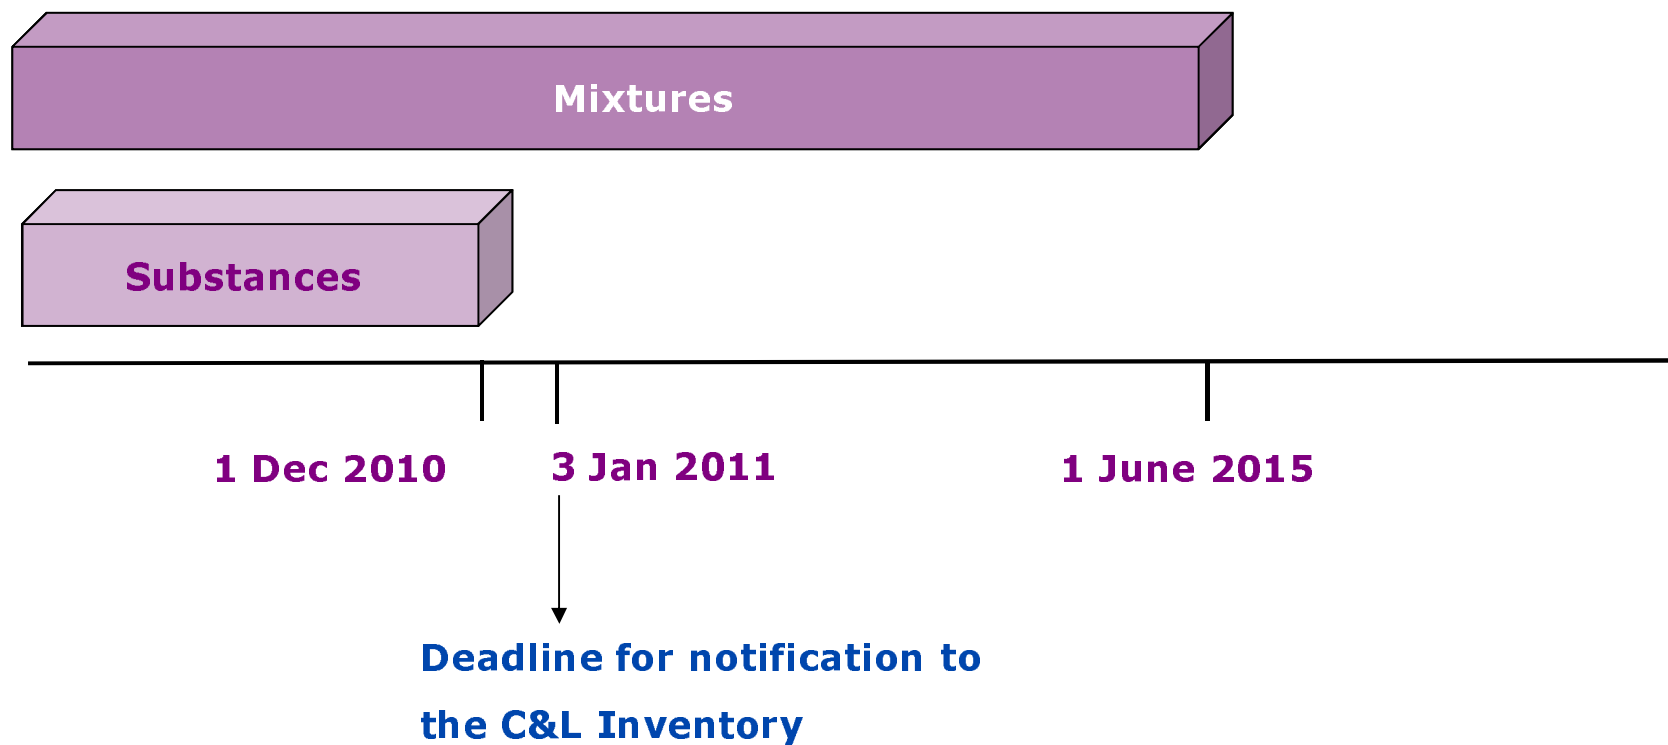 Mixtures
Substances
1 Dec 2010
3 Jan 2011
1 June 2015
Deadline for notification to
the C&L Inventory